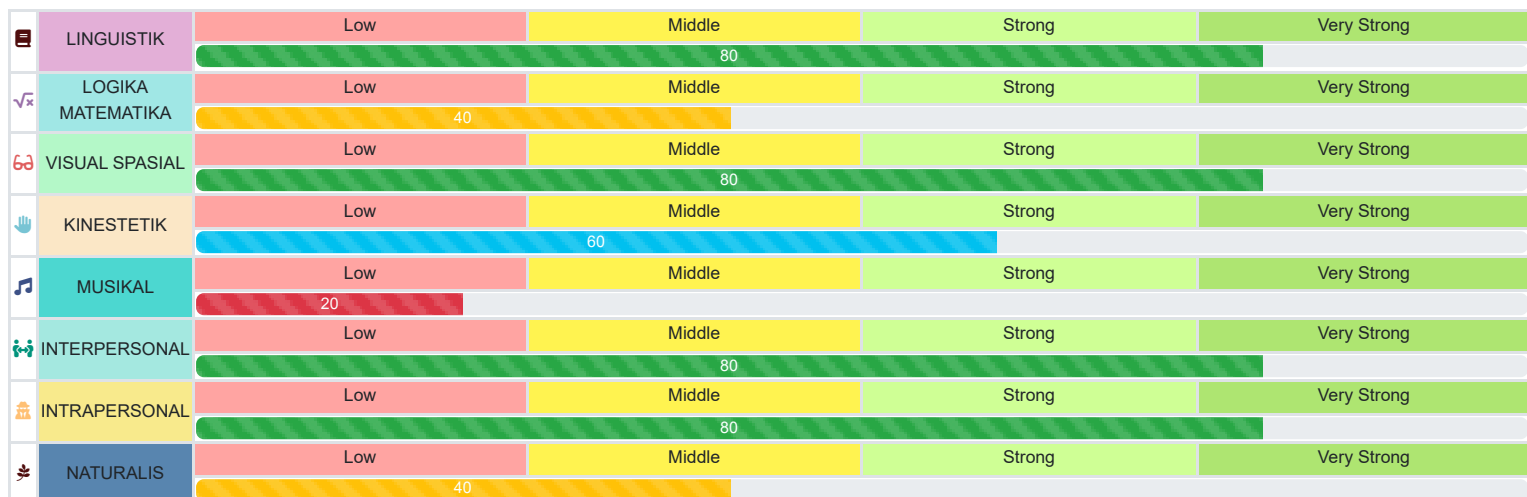 Low Middle Strong Very Strong
LINGUISTIK
80
LOGIKA
MATEMATIKA
Low Middle Strong Very Strong
40
VISUAL SPASIAL
Low Middle Strong Very Strong
80
KINESTETIK
Low Middle Strong Very Strong
60
MUSIKAL
Low Middle Strong Very Strong
20
INTERPERSONAL
Low Middle Strong Very Strong
80
INTRAPERSONAL
Low Middle Strong Very Strong
80
NATURALIS
Low Middle Strong Very Strong
40